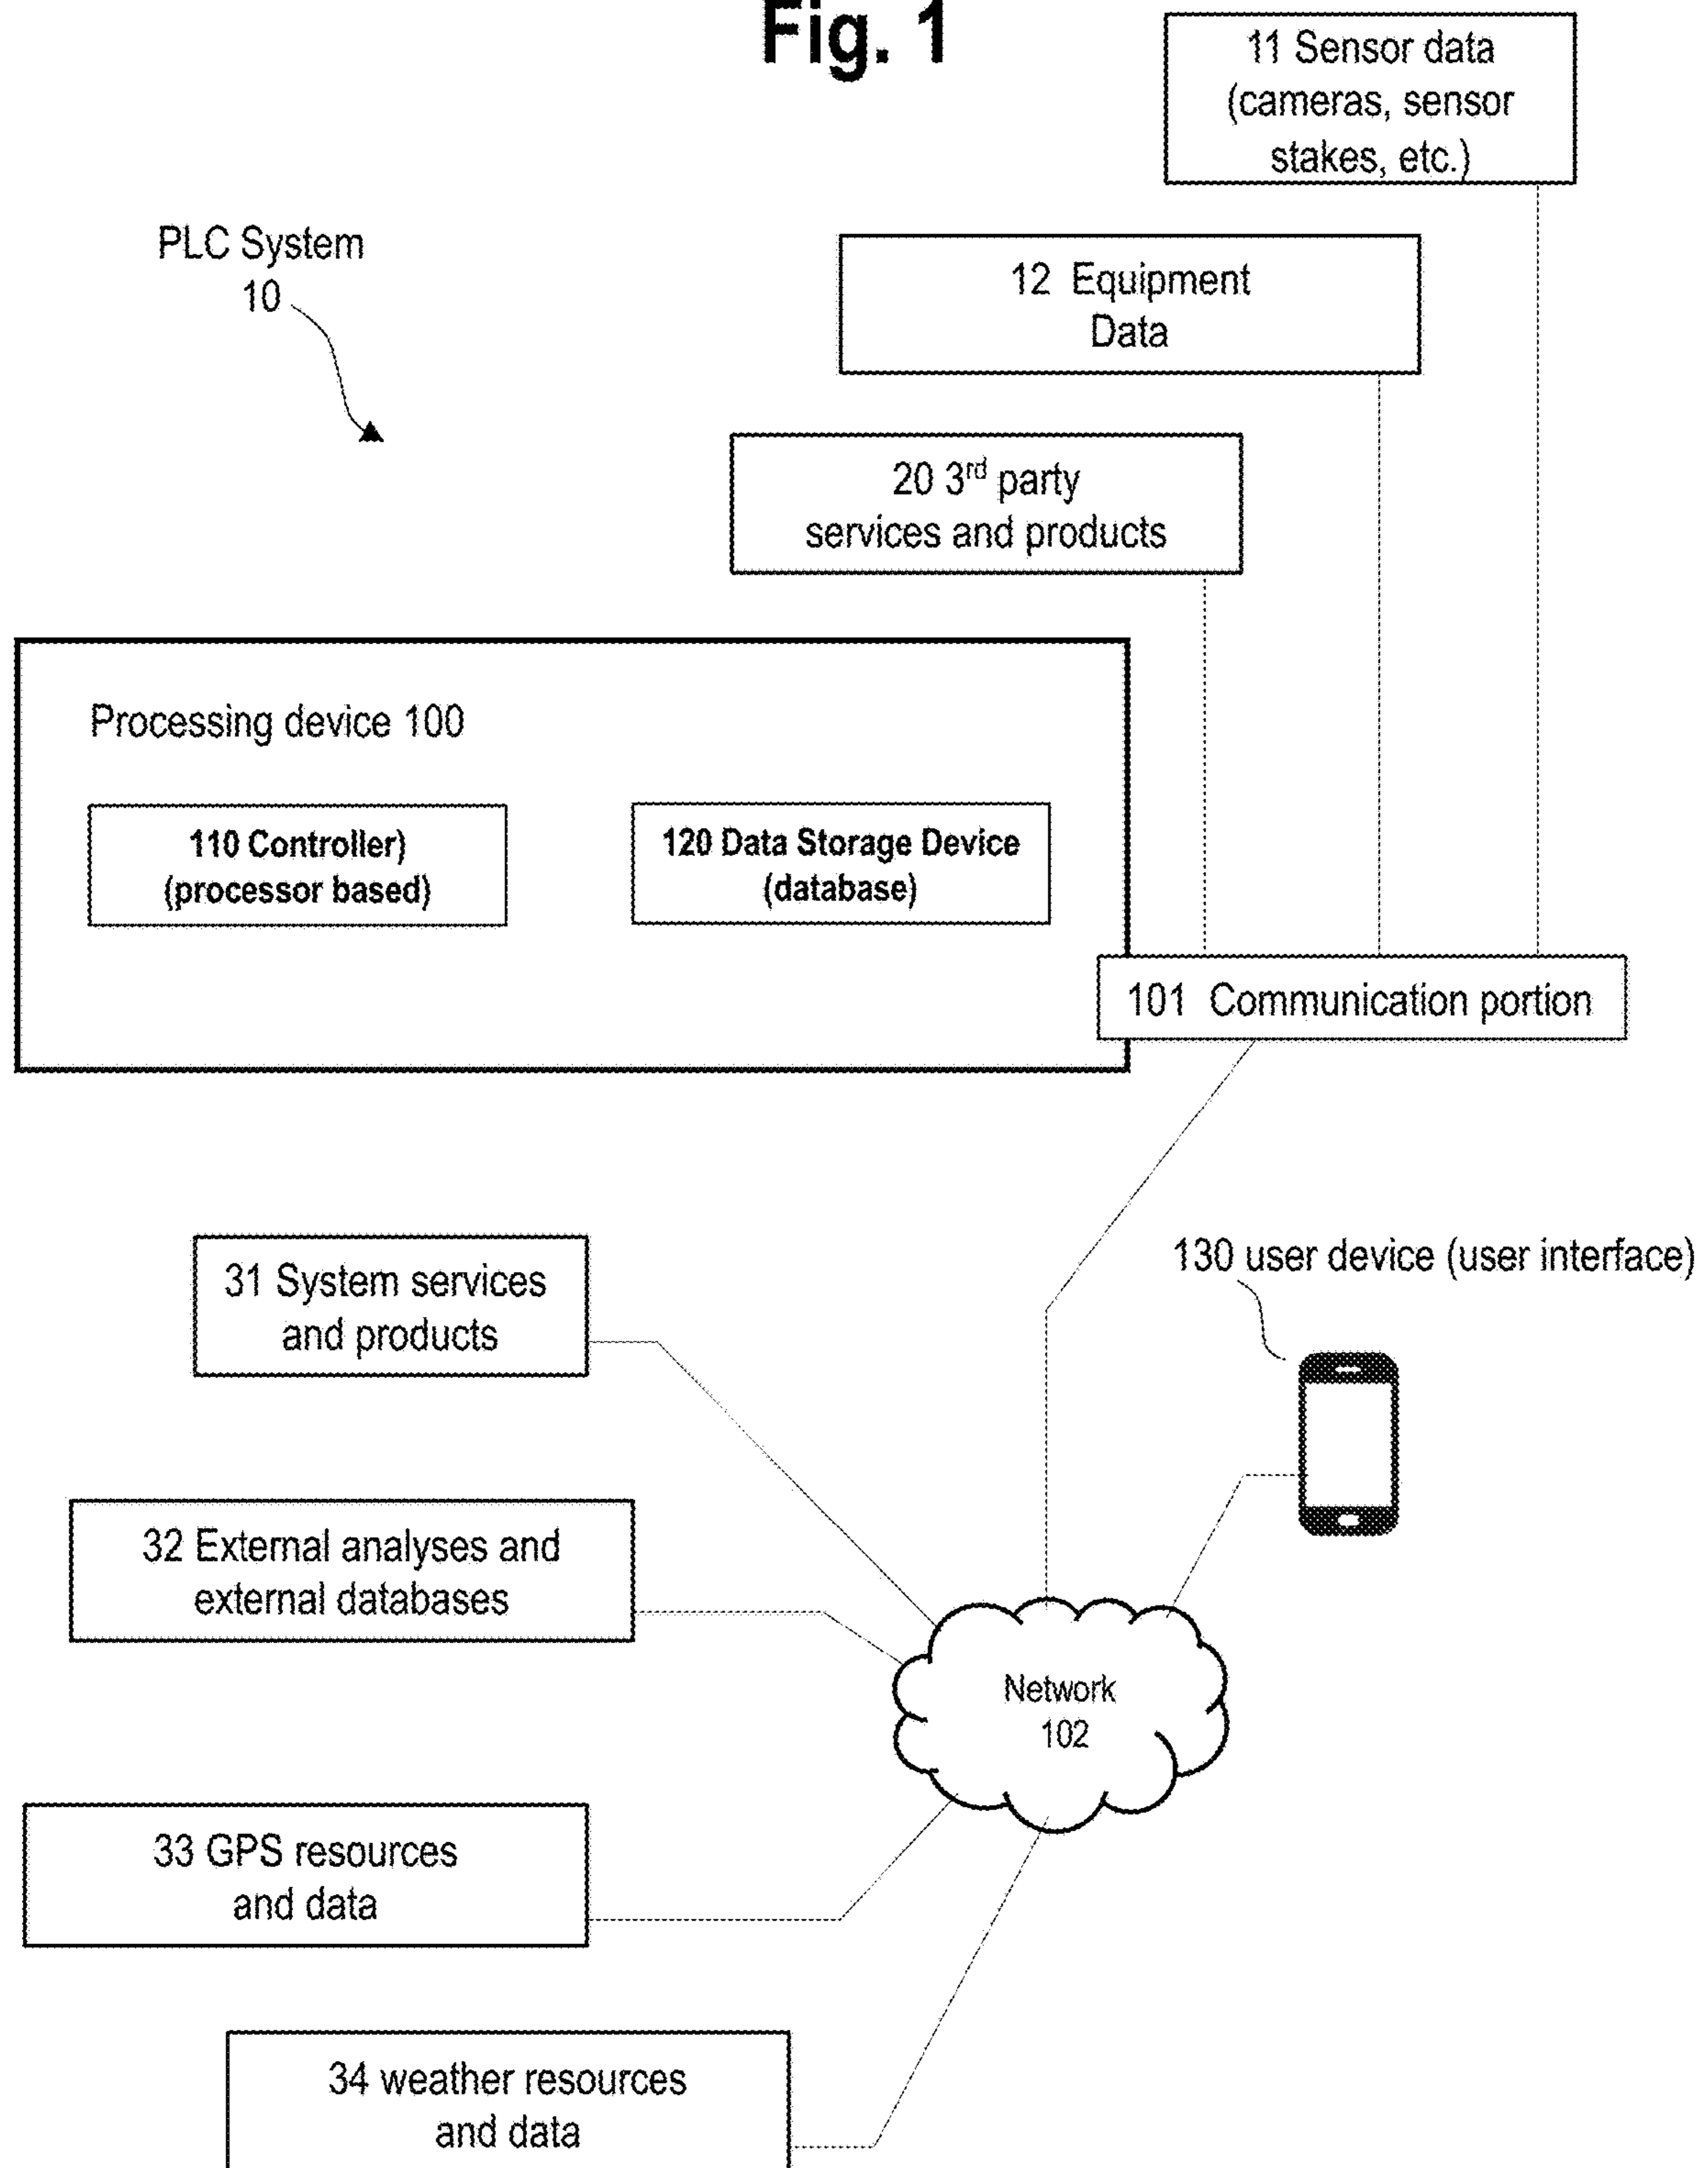 Fig. 1
11 Sensor data
(cameras, sensor
stakes, etc.)
PLC System
10
12 Equipment
Data
20 3rd party
services and products
Processing device 100
110 Controller)
(processor based)
120 Data Storage Device
(database)
101 Communication portion
31 System services
and products
130 user device (user interface)
32 External analyses and
external databases
Network
102
33 GPS resources
and data
34 weather resources
and data